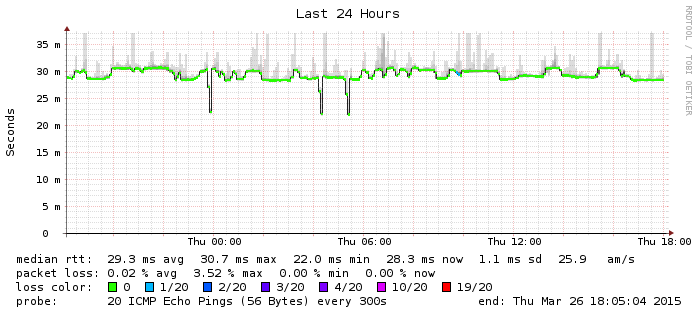 Last 24 Hours
RRDTOOL / TOBI OETIKER
Seconds
35 m
30 m
25 m
20 m
15 m
10 m
5 m
0
Thu 00:00 Thu 06:00 Thu 12:00 Thu 18:00
median rtt: 29.3 ms avg 30.7 ms max 22.0 ms min 28.3 ms now 1.1 ms sd 25.9 am/s
packet loss: 0.02 % avg 3.52 % max 0.00 % min 0.00 % now
loss color: 0 1/20 2/20 3/20 4/20 10/20 19/20
probe: 20 ICMP Echo Pings (56 Bytes) every 300s end: Thu Mar 26 18:05:04 2015